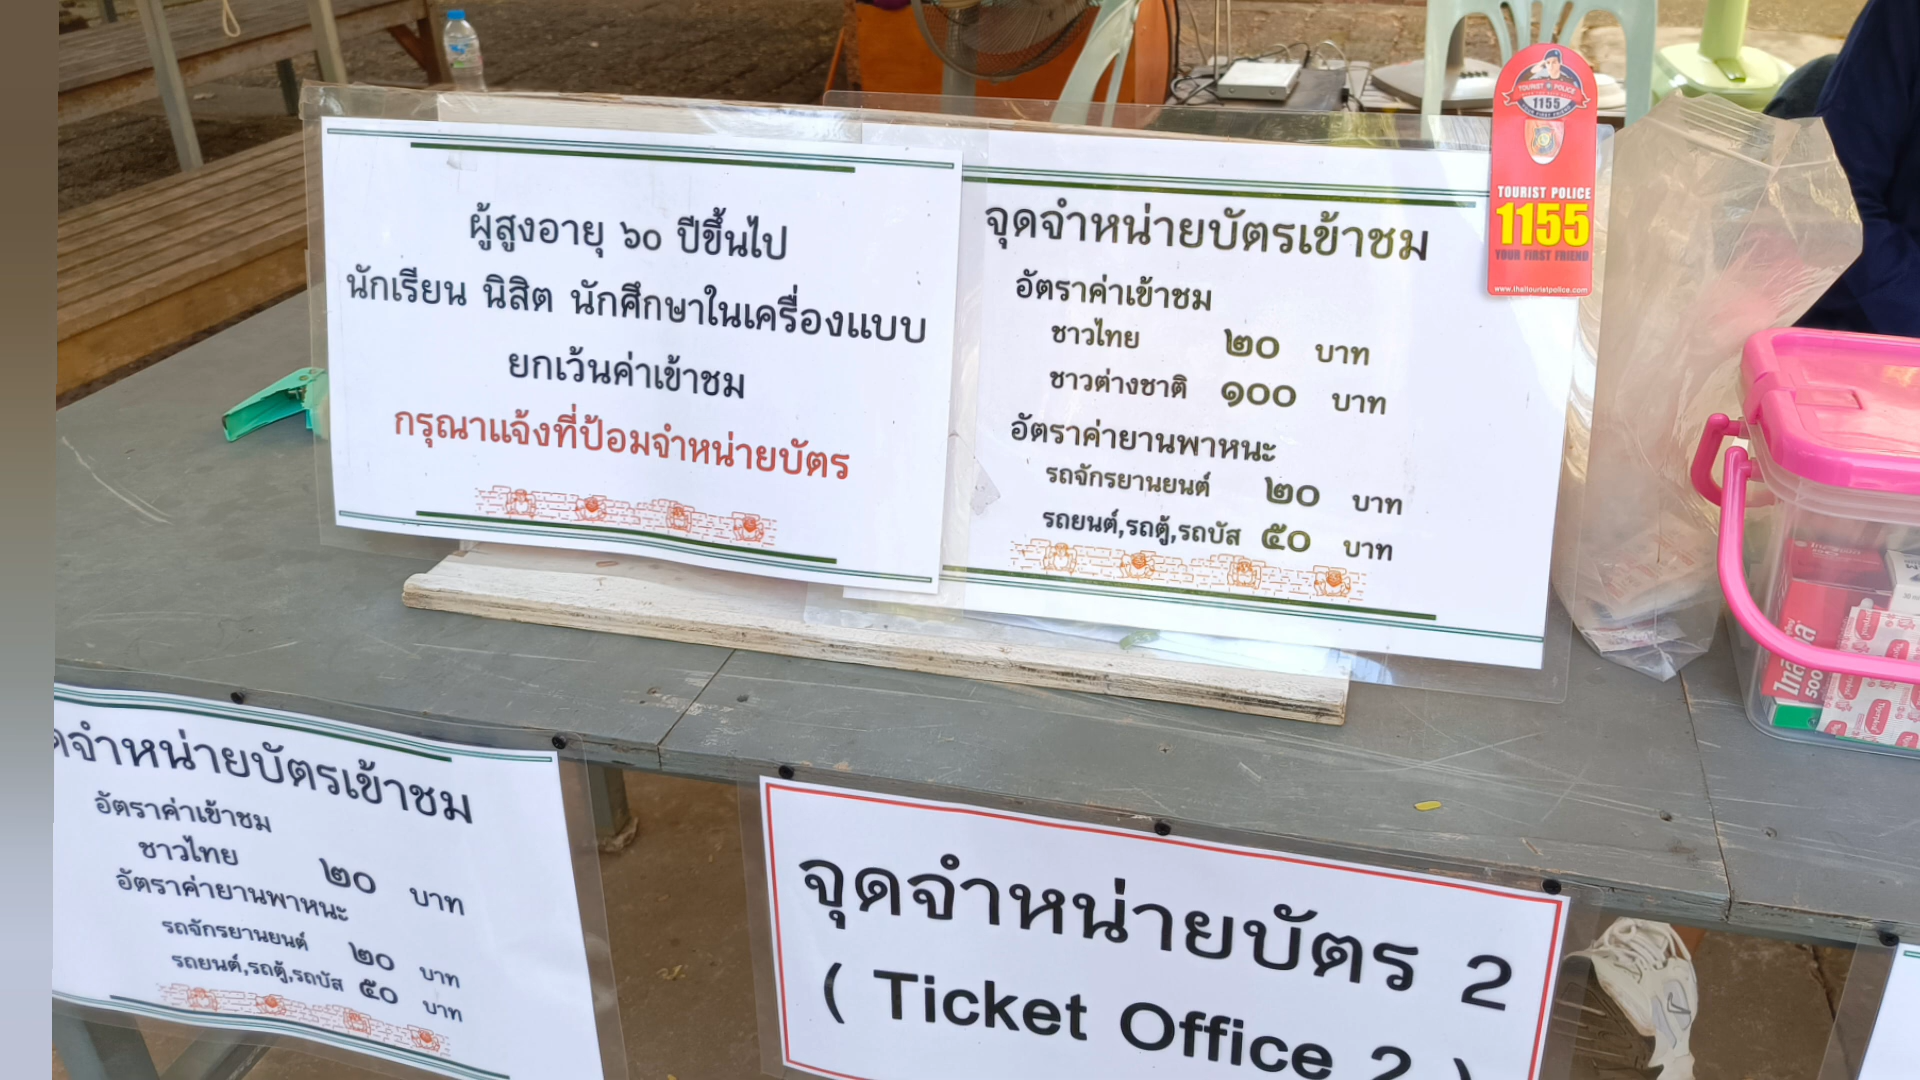 ผู้สูงอายุ ๖๐ ปีขึ้นไป
นักเรียน นิสิต นักศึกษาในเครื่องแบบ
ยกเว้นค่าเข้าชม
กรุณาแจ้งที่ป้อมจำหน่ายบัตร
จุดจำหน่ายบัตรเข้าชม
อัตราค่าเข้าชม
ชาวไทย ๒๐ บาท
ชาวต่างชาติ ๑๐๐ บาท
อัตราค่ายานพาหนะ
รถจักรยานยนต์ ๒๐ บาท
รถยนต์,รถตู้,รถบัส ๕๐ บาท
TOURIST POLICE
1155
TOURIST POLICE
1155
YOUR FIRST FRIEND
www.thaitouristpolice.com
จำหน่ายบัตรเข้าชม
อัตราค่าเข้าชม
ชาวไทย ๒๐ บาท
อัตราค่ายานพาหนะ
รถจักรยานยนต์ ๒๐ บาท
รถยนต์,รถตู้,รถบัส ๕๐ บาท
จุดจำหน่ายบัตร 2
( Ticket Office 2 )
500